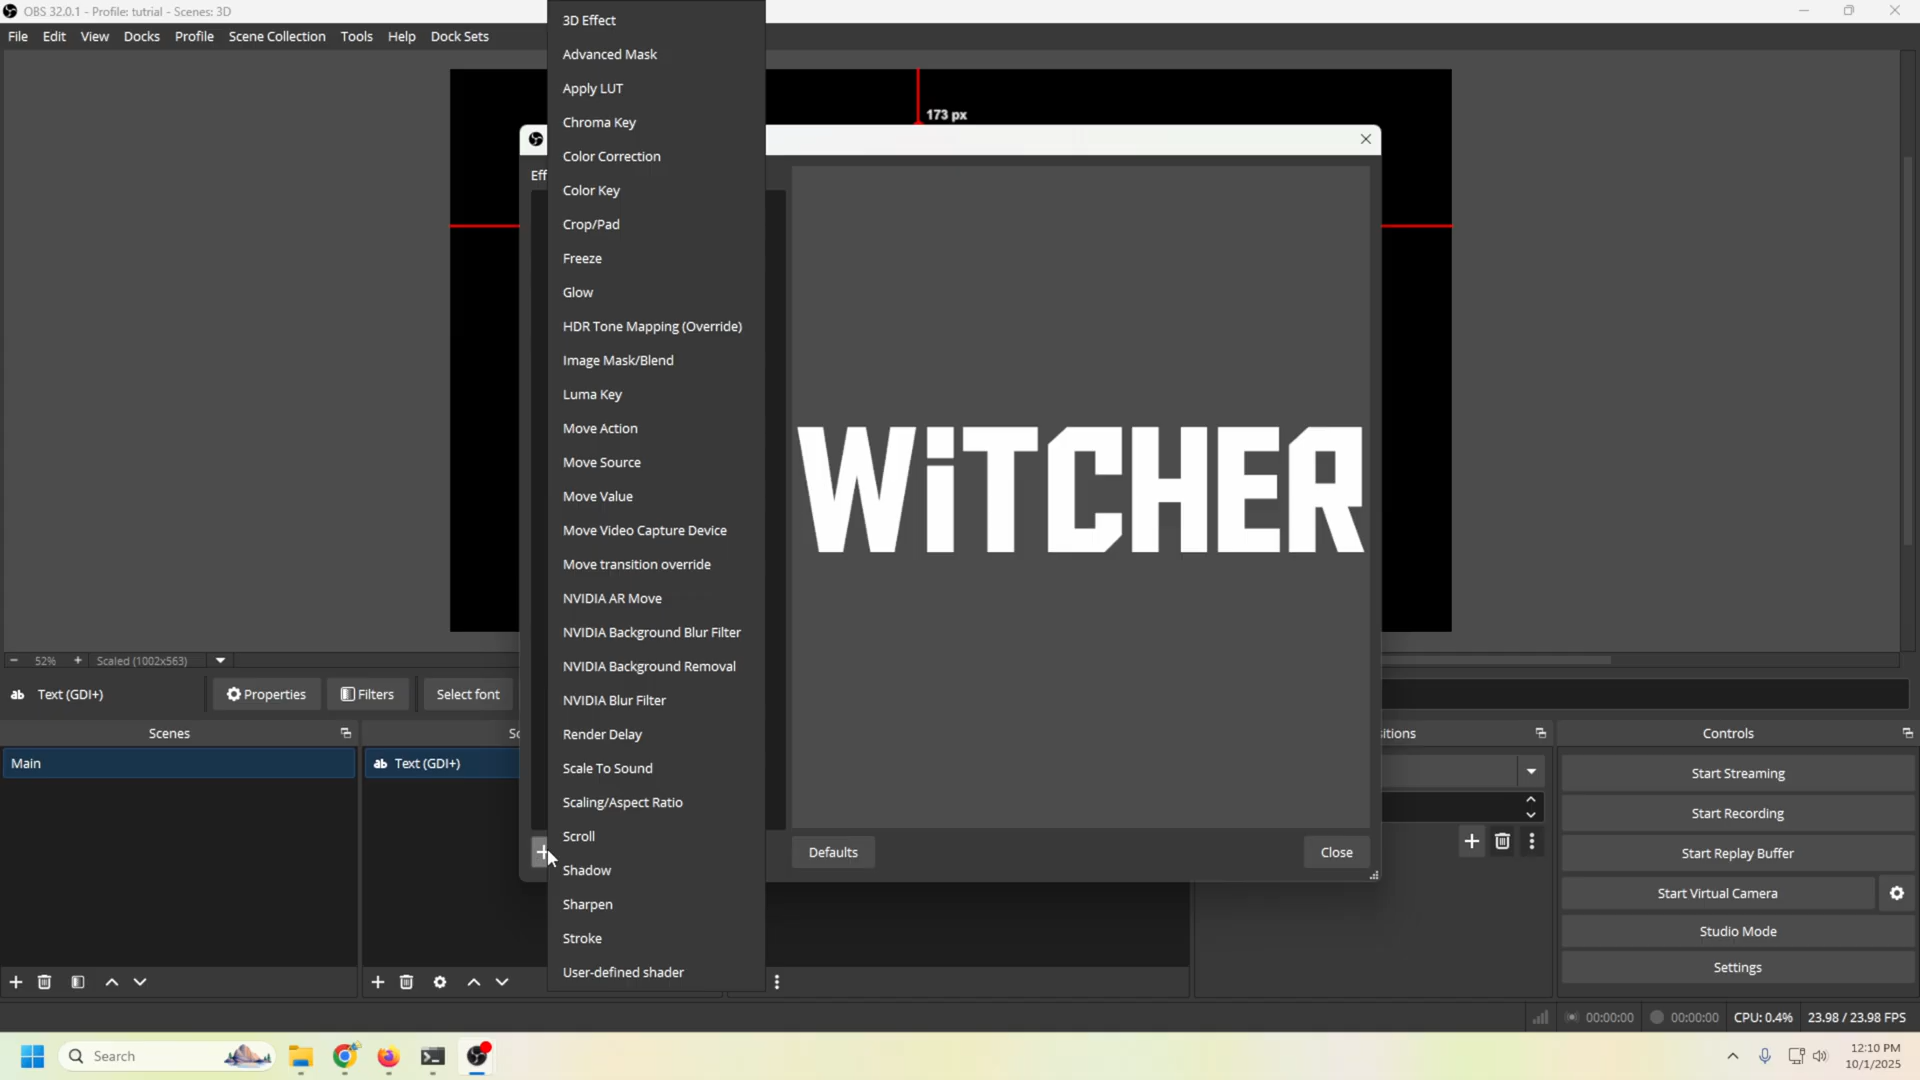 OBS 32.0.1 - Profile: tutrial - Scenes: 3D
File Edit View Docks Profile Scene Collection Tools Help Dock Sets
3D Effect
Advanced Mask
Apply LUT
Chroma Key
Color Correction
Color Key
Crop/Pad
Freeze
Glow
HDR Tone Mapping (Override)
Image Mask/Blend
Luma Key
Move Action
Move Source
Move Value
Move Video Capture Device
Move transition override
NVIDIA AR Move
NVIDIA Background Blur Filter
NVIDIA Background Removal
NVIDIA Blur Filter
Render Delay
Scale To Sound
Scaling/Aspect Ratio
Scroll
Shadow
Sharpen
Stroke
User-defined shader
173 px
Eff
WiTCHER
Defaults
Close
52% Scaled (1002x563)
ab Text (GDI+) Properties Filters Select font
Scenes
Main
So
ab Text (GDI+)
itions
Controls
Start Streaming
Start Recording
Start Replay Buffer
Start Virtual Camera
Studio Mode
Settings
00:00:00 00:00:00 CPU: 0.4% 23.98 / 23.98 FPS
Search
12:10 PM
10/1/2025